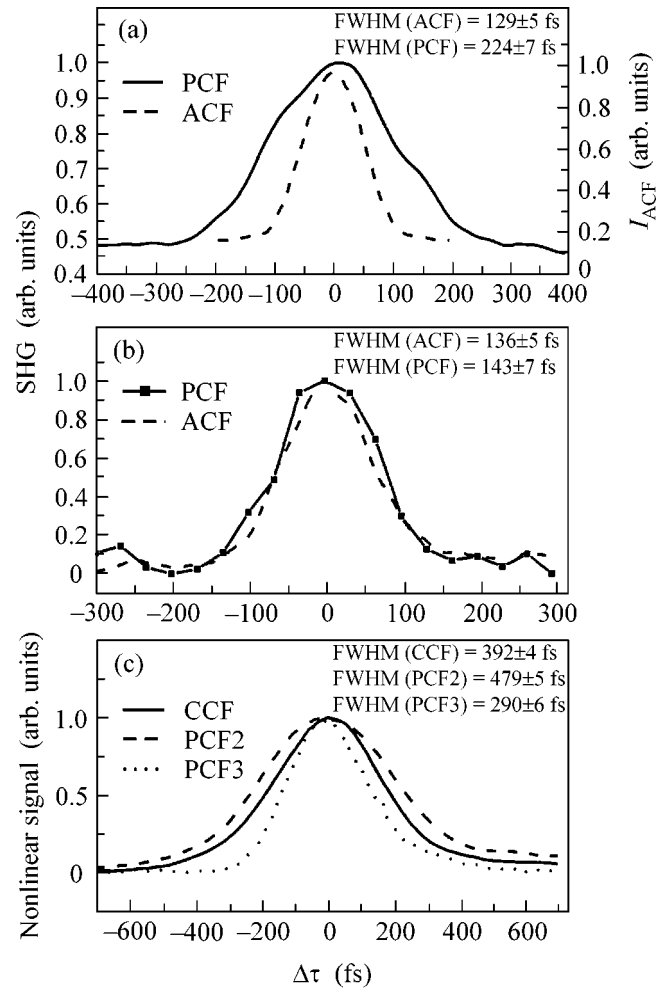 (a)
FWHM (ACF) = 129±5 fs
FWHM (PCF) = 224±7 fs
PCF
ACF
1.0
0.9
0.8
0.7
0.6
0.5
0.4
1.0
0.8
0.6
0.4
0.2
0
I_ACF (arb. units)
–400 –300 –200 –100 0 100 200 300 400
SHG (arb. units)
(b)
FWHM (ACF) = 136±5 fs
FWHM (PCF) = 143±7 fs
PCF
ACF
1.0
0.8
0.6
0.4
0.2
0
–300 –200 –100 0 100 200 300
(c)
FWHM (CCF) = 392±4 fs
FWHM (PCF2) = 479±5 fs
FWHM (PCF3) = 290±6 fs
CCF
PCF2
PCF3
Nonlinear signal (arb. units)
1.0
0.5
0
–600 –400 –200 0 200 400 600
Δτ (fs)